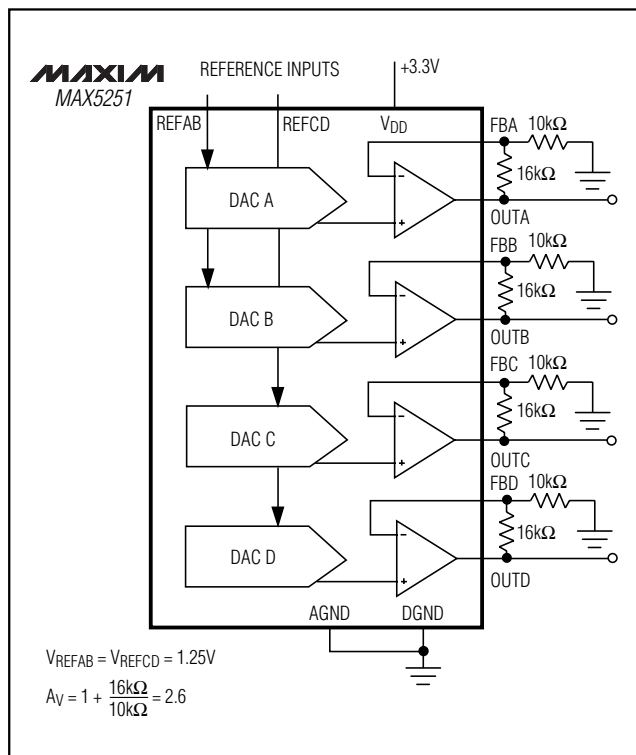 MAXIM
MAX5251
REFERENCE INPUTS
+3.3V
REFAB
REFCD
VDD
FBA
10kΩ
16kΩ
DAC A
-
+
OUTA
FBB
10kΩ
16kΩ
DAC B
-
+
OUTB
FBC
10kΩ
16kΩ
DAC C
-
+
OUTC
FBD
10kΩ
16kΩ
DAC D
-
+
OUTD
AGND
DGND
VREFAB = VREFCD = 1.25V
AV = 1 + 16kΩ/10kΩ = 2.6